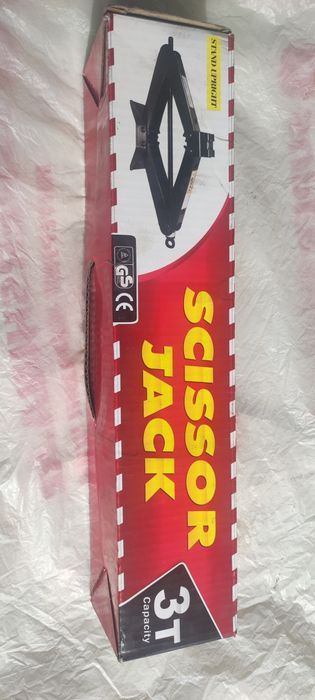 STAND UPRIGHT
GS CE
SCISSOR
JACK
3T
Capacity